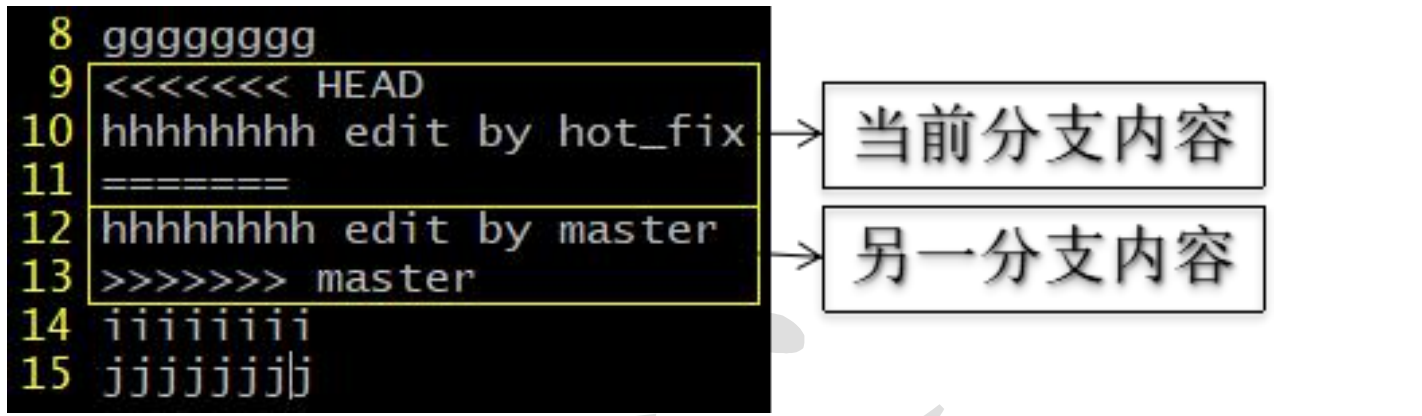 8 gggggggg
9 <<<<<<< HEAD
10 hhhhhhhh edit by hot_fix
11 =======
当前分支内容
12 hhhhhhhh edit by master
13 >>>>>>> master
另一分支内容
14 iiiiiiii
15 jjjjjjjj